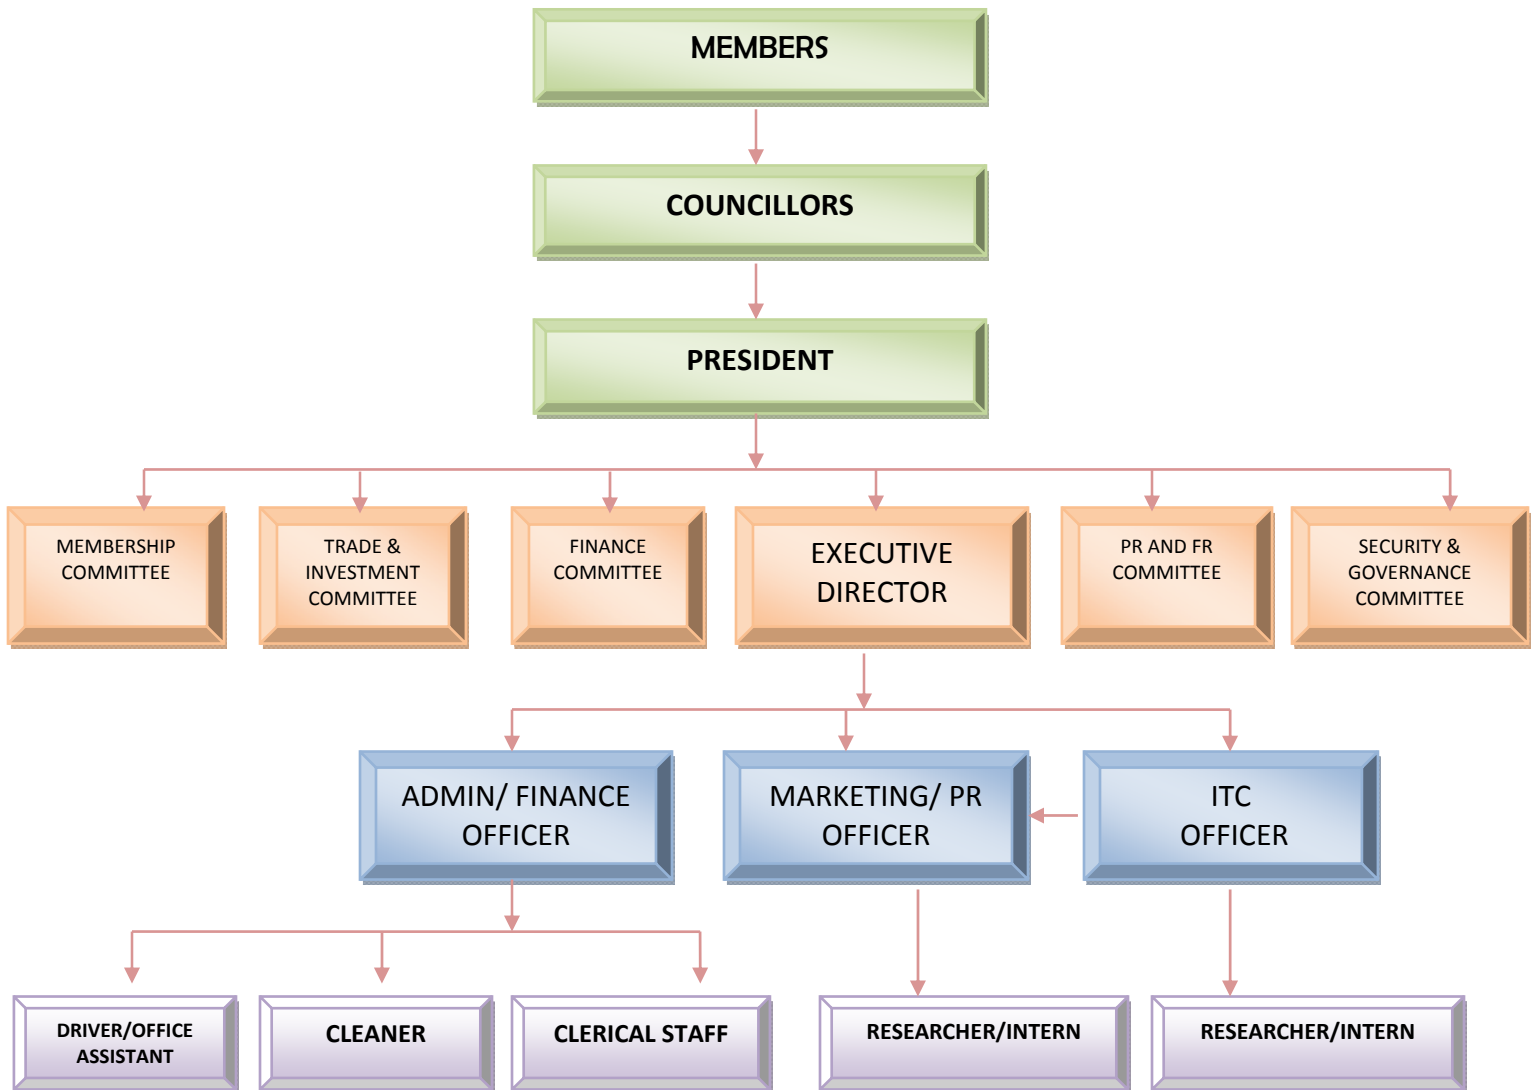 MEMBERS
COUNCILLORS
PRESIDENT
MEMBERSHIP
COMMITTEE
TRADE &
INVESTMENT
COMMITTEE
FINANCE
COMMITTEE
EXECUTIVE
DIRECTOR
PR AND FR
COMMITTEE
SECURITY &
GOVERNANCE
COMMITTEE
ADMIN/ FINANCE
OFFICER
MARKETING/ PR
OFFICER
ITC
OFFICER
DRIVER/OFFICE
ASSISTANT
CLEANER
CLERICAL STAFF
RESEARCHER/INTERN
RESEARCHER/INTERN